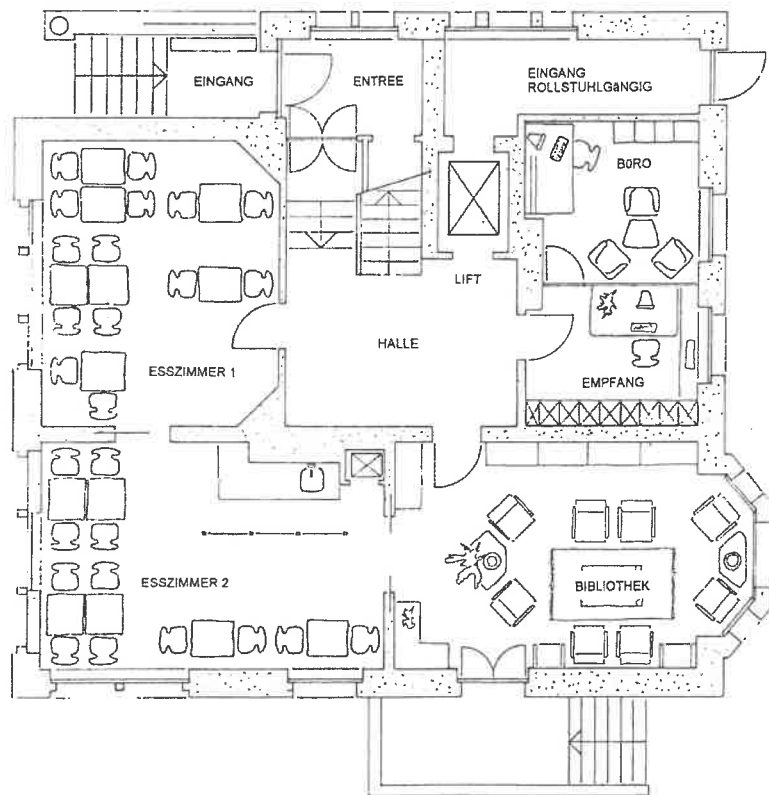 EINGANG
ENTREE
EINGANG
ROLLSTUHLGäNGIG
BüRO
LIFT
HALLE
ESSZIMMER 1
EMPFANG
ESSZIMMER 2
BIBLIOTHEK